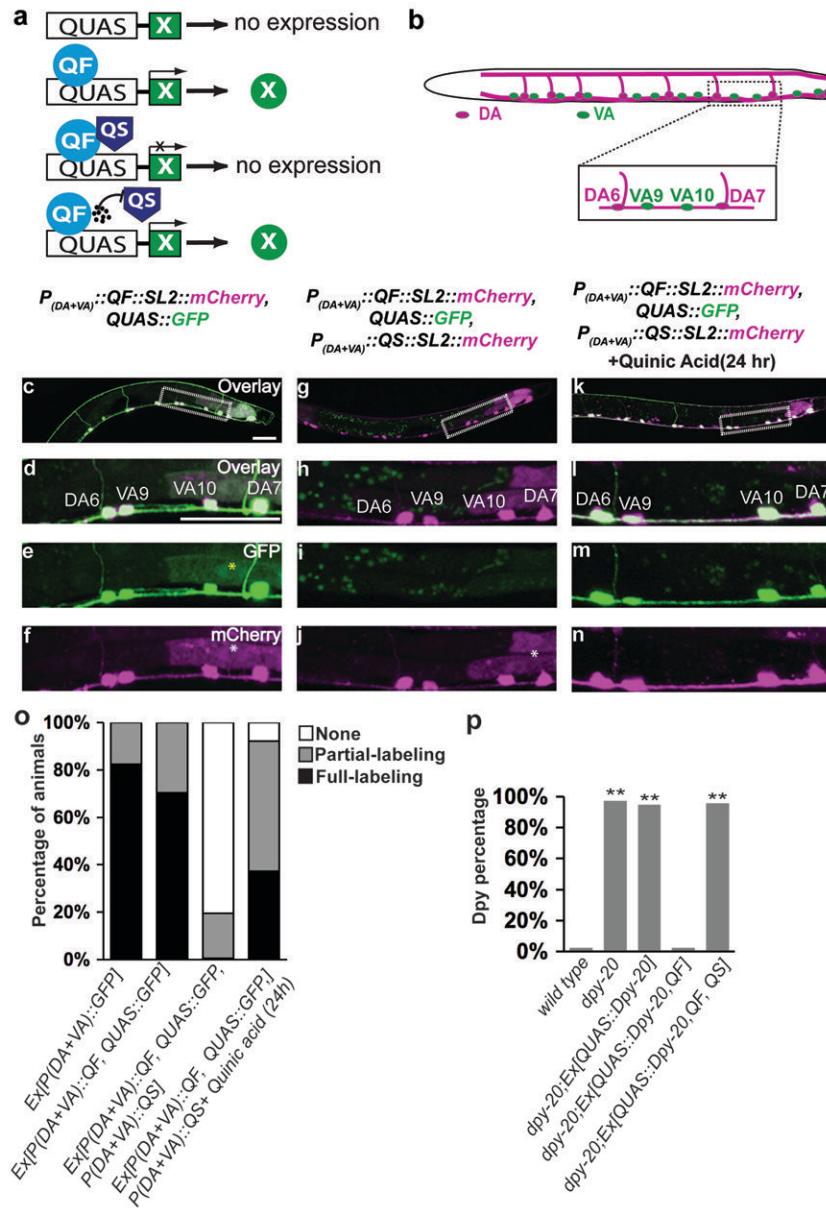 a
QUAS X no expression
QF
QUAS X X
QF QS
QUAS x X no expression
QF QS
QUAS X X
b
DA VA
DA6 VA9 VA10 DA7
P(DA+VA)::QF::SL2::mCherry,
QUAS::GFP
P(DA+VA)::QF::SL2::mCherry,
QUAS::GFP,
P(DA+VA)::QS::SL2::mCherry
P(DA+VA)::QF::SL2::mCherry,
QUAS::GFP,
P(DA+VA)::QS::SL2::mCherry
+Quinic Acid(24 hr)
c Overlay
d Overlay
DA6 VA9 VA10 DA7
e GFP
*
f mCherry
*
g
h
DA6 VA9 VA10 DA7
i
j
*
k
l
DA6 VA9 VA10 DA7
m
n
o
Percentage of animals
100%
80%
60%
40%
20%
0%
None
Partial-labeling
Full-labeling
Ex[P(DA+VA)::GFP]
Ex[P(DA+VA)::QF, QUAS::GFP]
Ex[P(DA+VA)::QF, QUAS::GFP,
P(DA+VA)::QS]
Ex[P(DA+VA)::QF, QUAS::GFP,]
P(DA+VA)::QS+ Quinic acid (24h)
p
Dpy percentage
100%
80%
60%
40%
20%
0%
** ** **
wild type
dpy-20
dpy-20;Ex[QUAS::Dpy-20]
dpy-20;Ex[QUAS::Dpy-20,QF]
dpy-20;Ex[QUAS::Dpy-20,QF, QS]